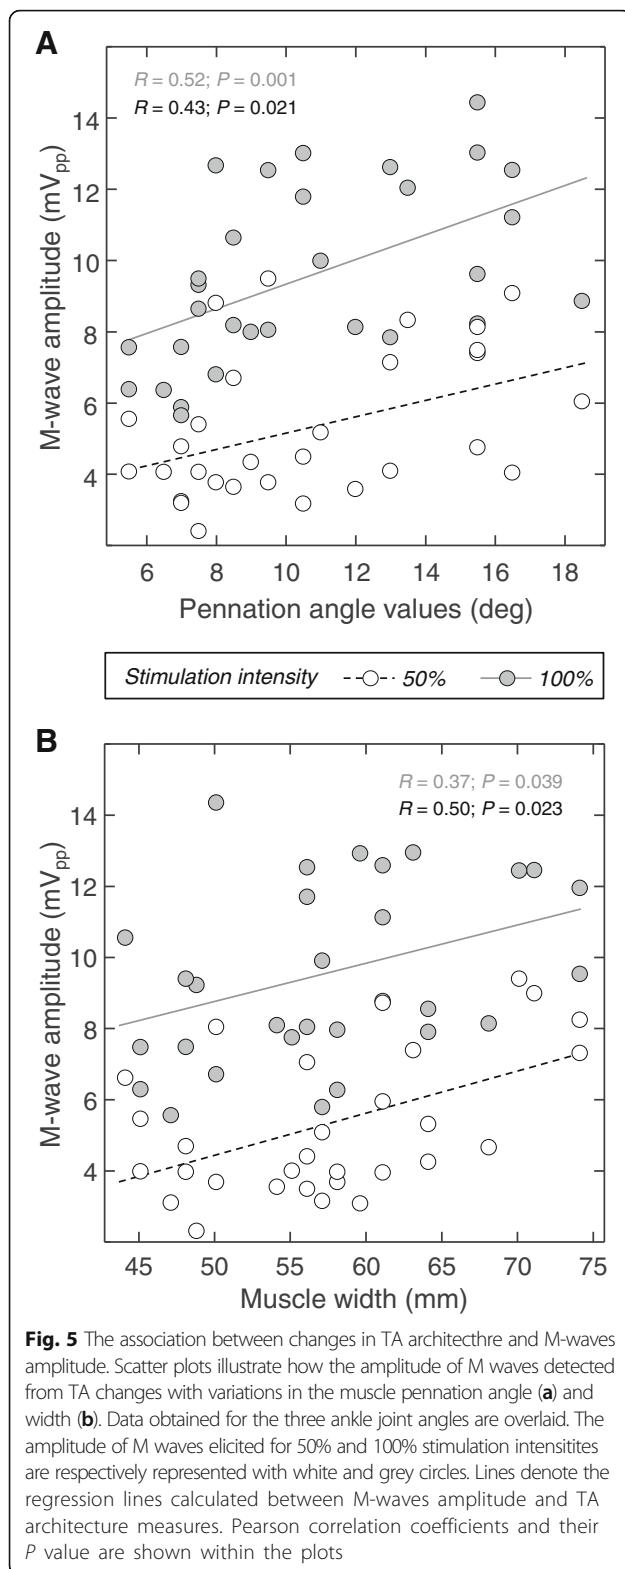 A
R = 0.52; P = 0.001
R = 0.43; P = 0.021
14
12
10
8
6
4
M-wave amplitude (mVpp)
6 8 10 12 14 16 18
Pennation angle values (deg)
Stimulation intensity 50% 100%
B
R = 0.37; P = 0.039
R = 0.50; P = 0.023
14
12
10
8
6
4
M-wave amplitude (mVpp)
45 50 55 60 65 70 75
Muscle width (mm)
Fig. 5 The association between changes in TA architecthre and M-waves
amplitude. Scatter plots illustrate how the amplitude of M waves detected
from TA changes with variations in the muscle pennation angle (a) and
width (b). Data obtained for the three ankle joint angles are overlaid. The
amplitude of M waves elicited for 50% and 100% stimulation intensitites
are respectively represented with white and grey circles. Lines denote the
regression lines calculated between M-waves amplitude and TA
architecture measures. Pearson correlation coefficients and their
P value are shown within the plots